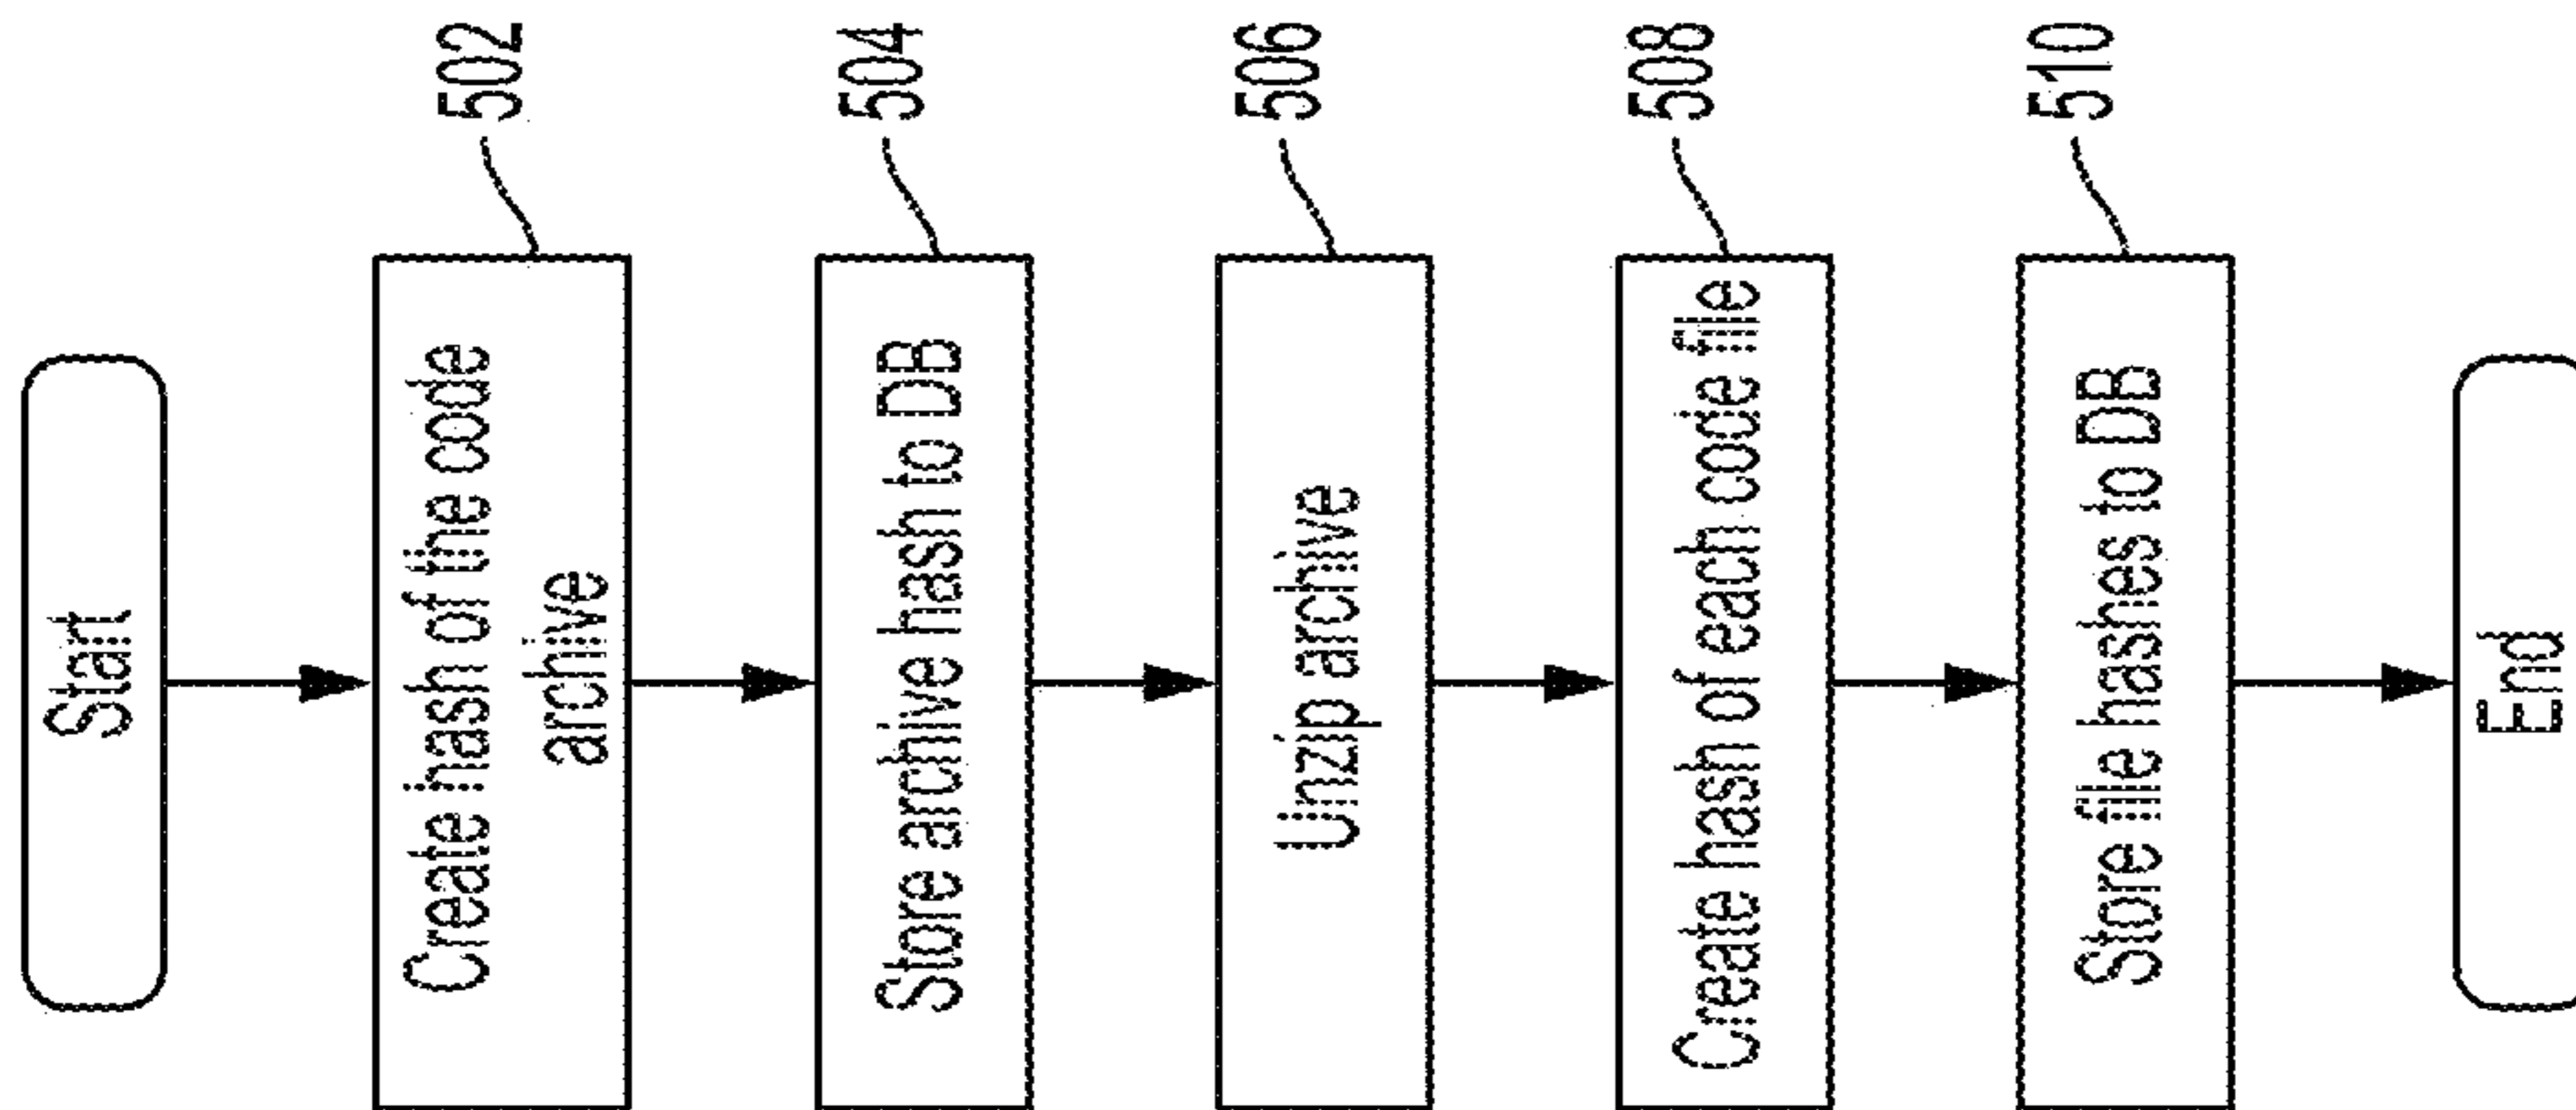 Start
Create hash of the code
archive
502
Store archive hash to DB
504
Unzip archive
506
Create hash of each code file
508
Store file hashes to DB
510
End